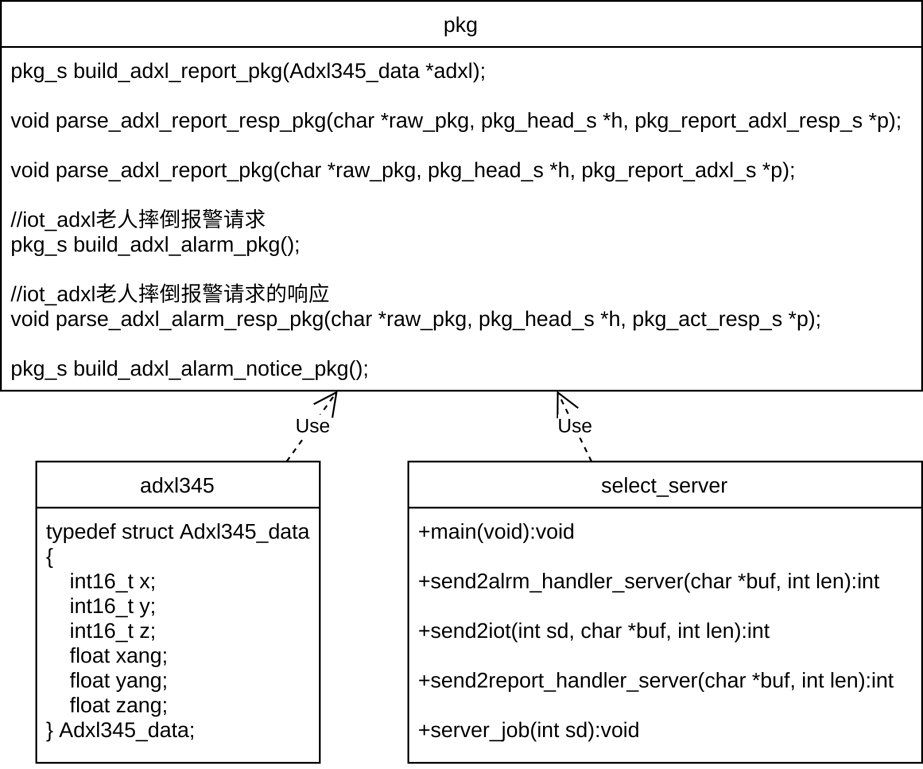 pkg
pkg_s build_adxl_report_pkg(Adxl345_data *adxl);
void parse_adxl_report_resp_pkg(char *raw_pkg, pkg_head_s *h, pkg_report_adxl_resp_s *p);
void parse_adxl_report_pkg(char *raw_pkg, pkg_head_s *h, pkg_report_adxl_s *p);
//iot_adxl老人摔倒报警请求
pkg_s build_adxl_alarm_pkg();
//iot_adxl老人摔倒报警请求的响应
void parse_adxl_alarm_resp_pkg(char *raw_pkg, pkg_head_s *h, pkg_act_resp_s *p);
pkg_s build_adxl_alarm_notice_pkg();
Use
Use
adxl345
typedef struct Adxl345_data
{
int16_t x;
int16_t y;
int16_t z;
float xang;
float yang;
float zang;
} Adxl345_data;
select_server
+main(void):void
+send2alrm_handler_server(char *buf, int len):int
+send2iot(int sd, char *buf, int len):int
+send2report_handler_server(char *buf, int len):int
+server_job(int sd):void